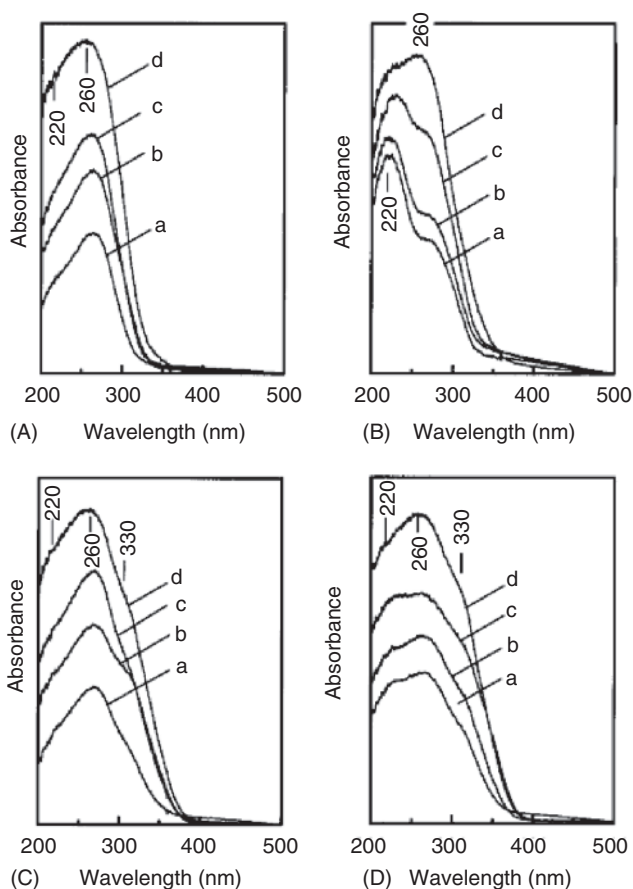 Absorbance
220
260
d
c
b
a
200 300 400 500
(A) Wavelength (nm)
Absorbance
260
220
d
c
b
a
200 300 400 500
(B) Wavelength (nm)
Absorbance
220
260
330
d
c
b
a
200 300 400 500
(C) Wavelength (nm)
Absorbance
220
260
330
d
c
b
a
200 300 400 500
(D) Wavelength (nm)